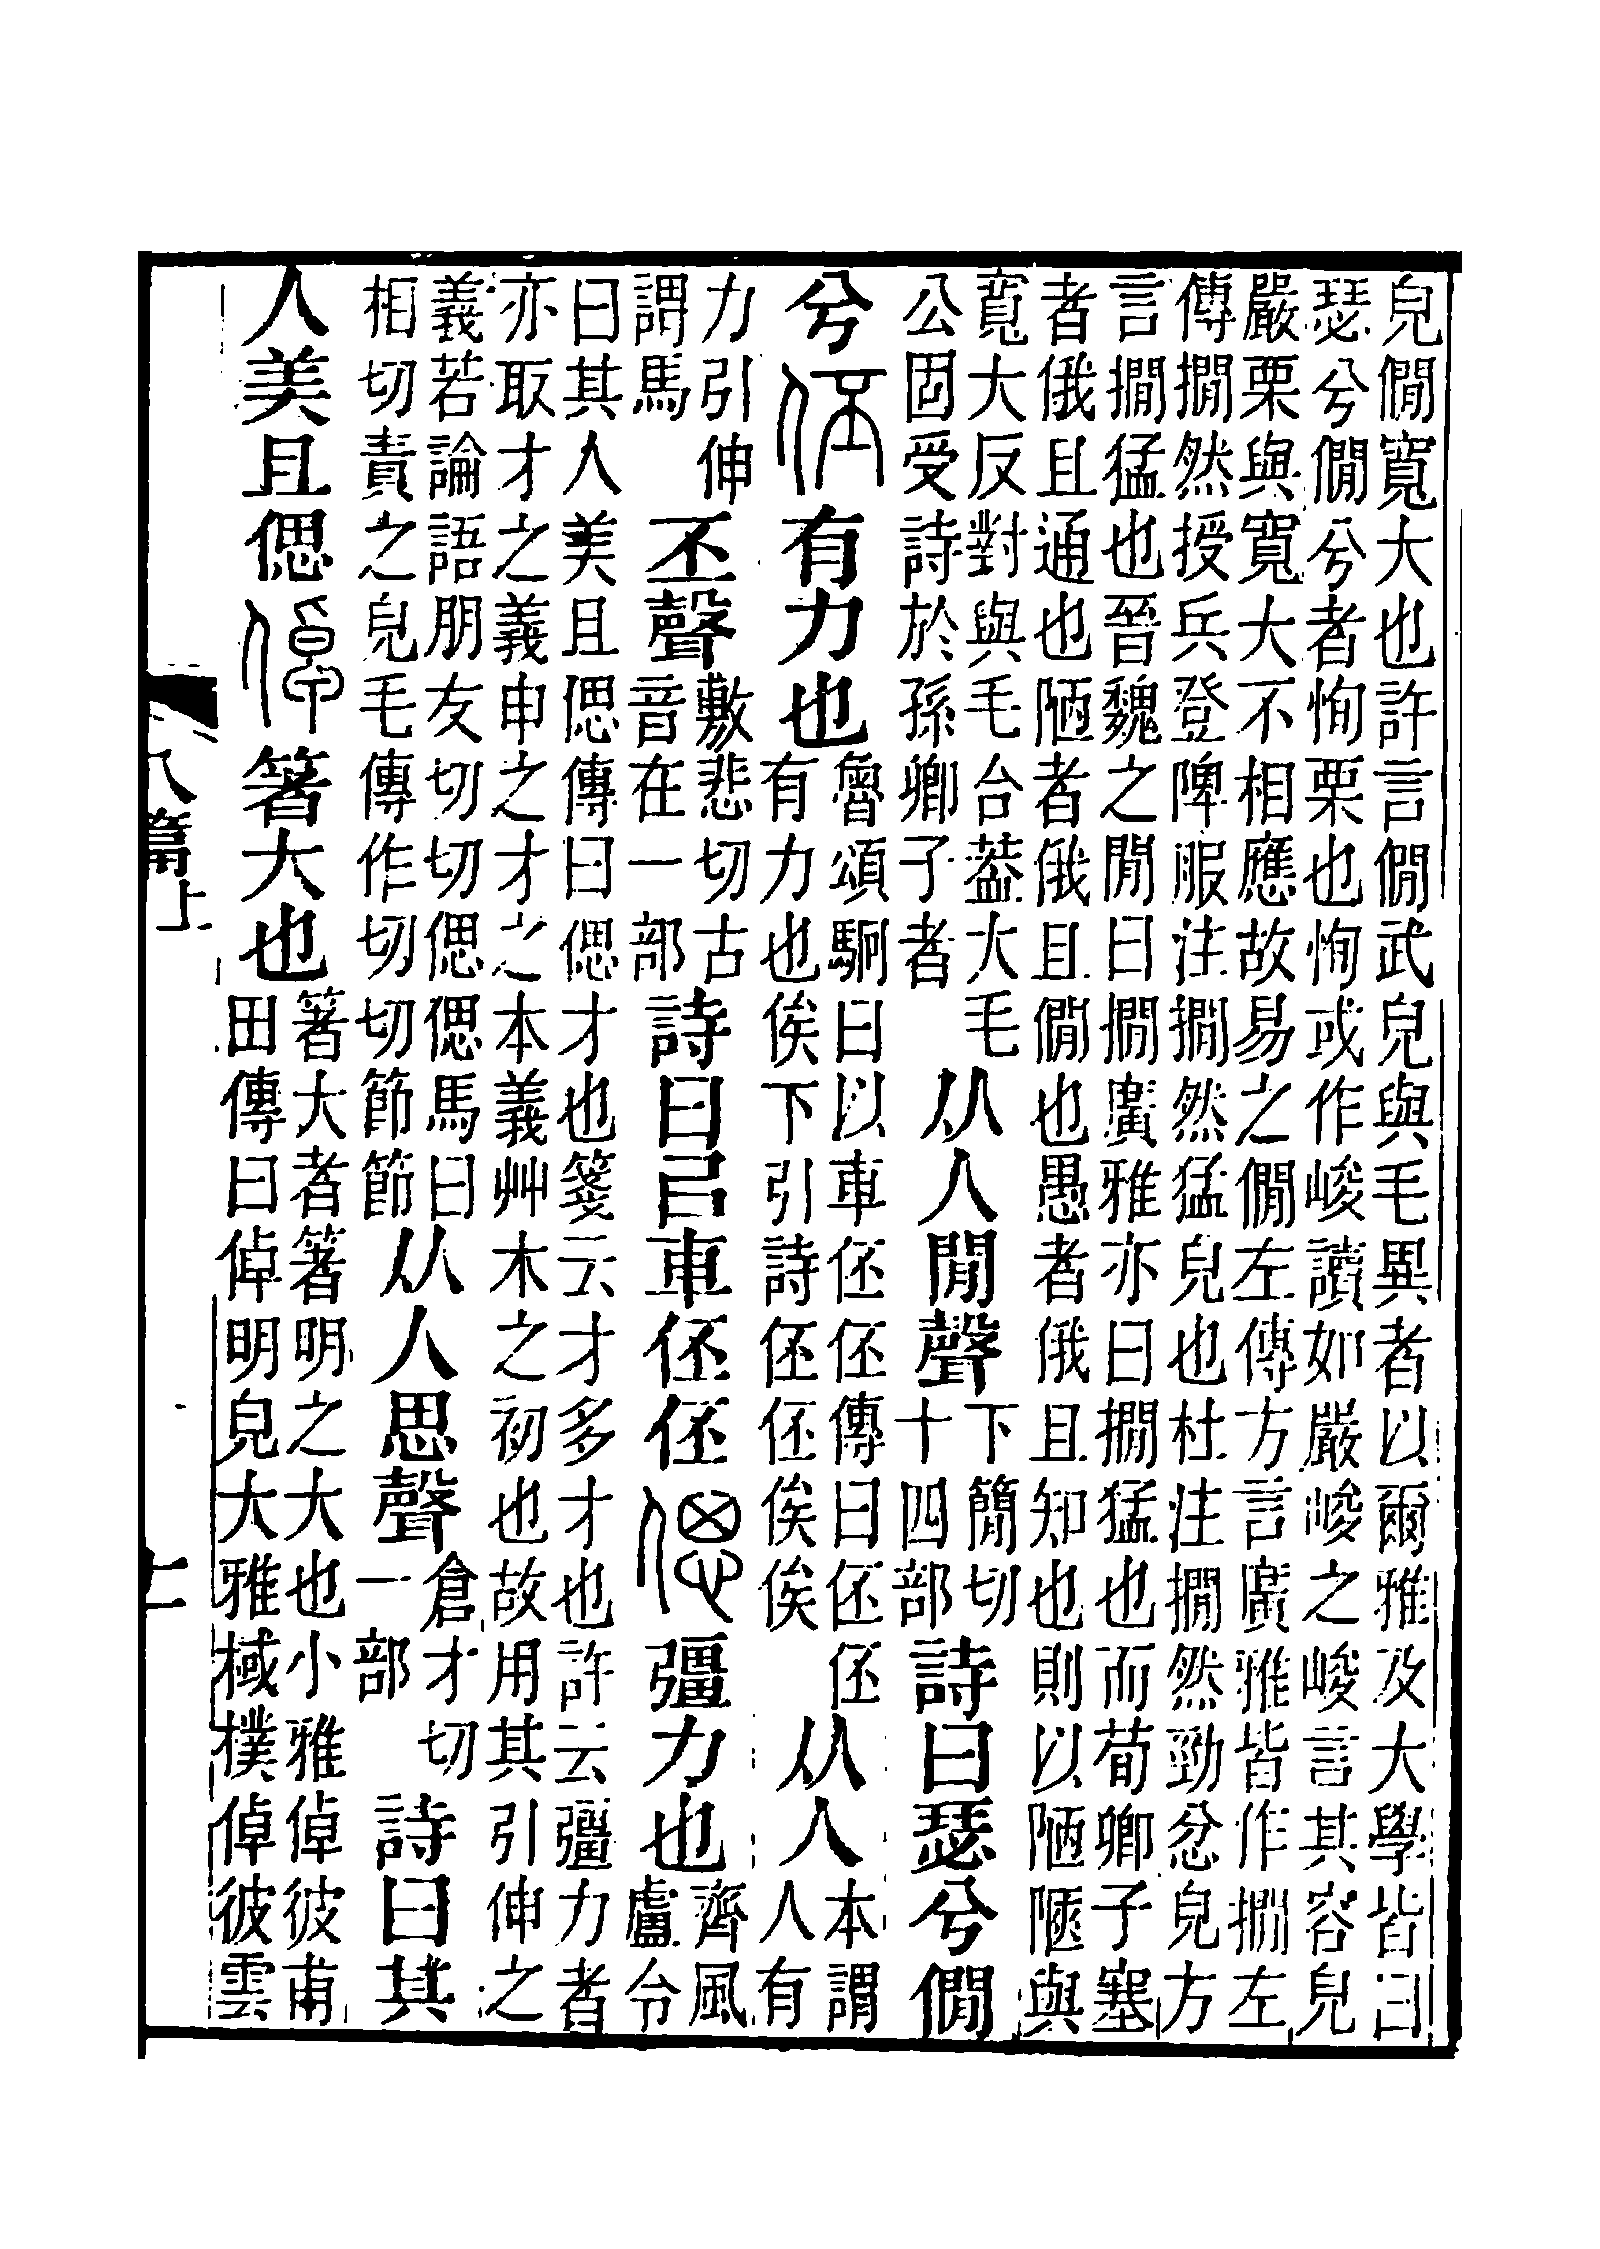 皃僩寬大也許言僩武皃與毛異者以爾雅及大學皆曰
瑟兮僩兮者恂栗也恂或作峻讀如嚴峻之峻言其容皃
嚴栗與寬大不相應故易之僩左傳方言廣雅皆作撊左
傳撊然授兵登陴服注撊然猛皃也杜注撊然勁忿皃方
言撊猛也晉魏之閒曰撊廣雅亦曰撊猛也而荀卿子塞
者俄且通也陋者俄且僩也愚者俄且知也則以陋陿與
寬大反對與毛合葢大毛
公固受詩於孫卿子者
从人閒聲
下簡切
十四部
詩曰瑟兮僩
兮伾有力也
魯頌駉曰以車伾伾傳曰伾伾
有力也俟下引詩伾伾俟俟
从人
本謂
人有
力引伸
謂馬
丕聲
敷悲切古
音在一部
詩曰㠯車伾伾偲彊力也
齊風
盧令
曰其人美且偲傳曰偲才也箋云才多才也許云彊力者
亦取才之義申之才之本義艸木之初也故用其引伸之
義若論語朋友切切偲偲馬曰
相切責之皃毛傳作切切節節
从人思聲
倉才切
一部
詩曰其
人美且偲倬箸大也
箸大者箸明之大也小雅倬彼甫
田傳曰倬明皃大雅棫樸倬彼雲
八篇上